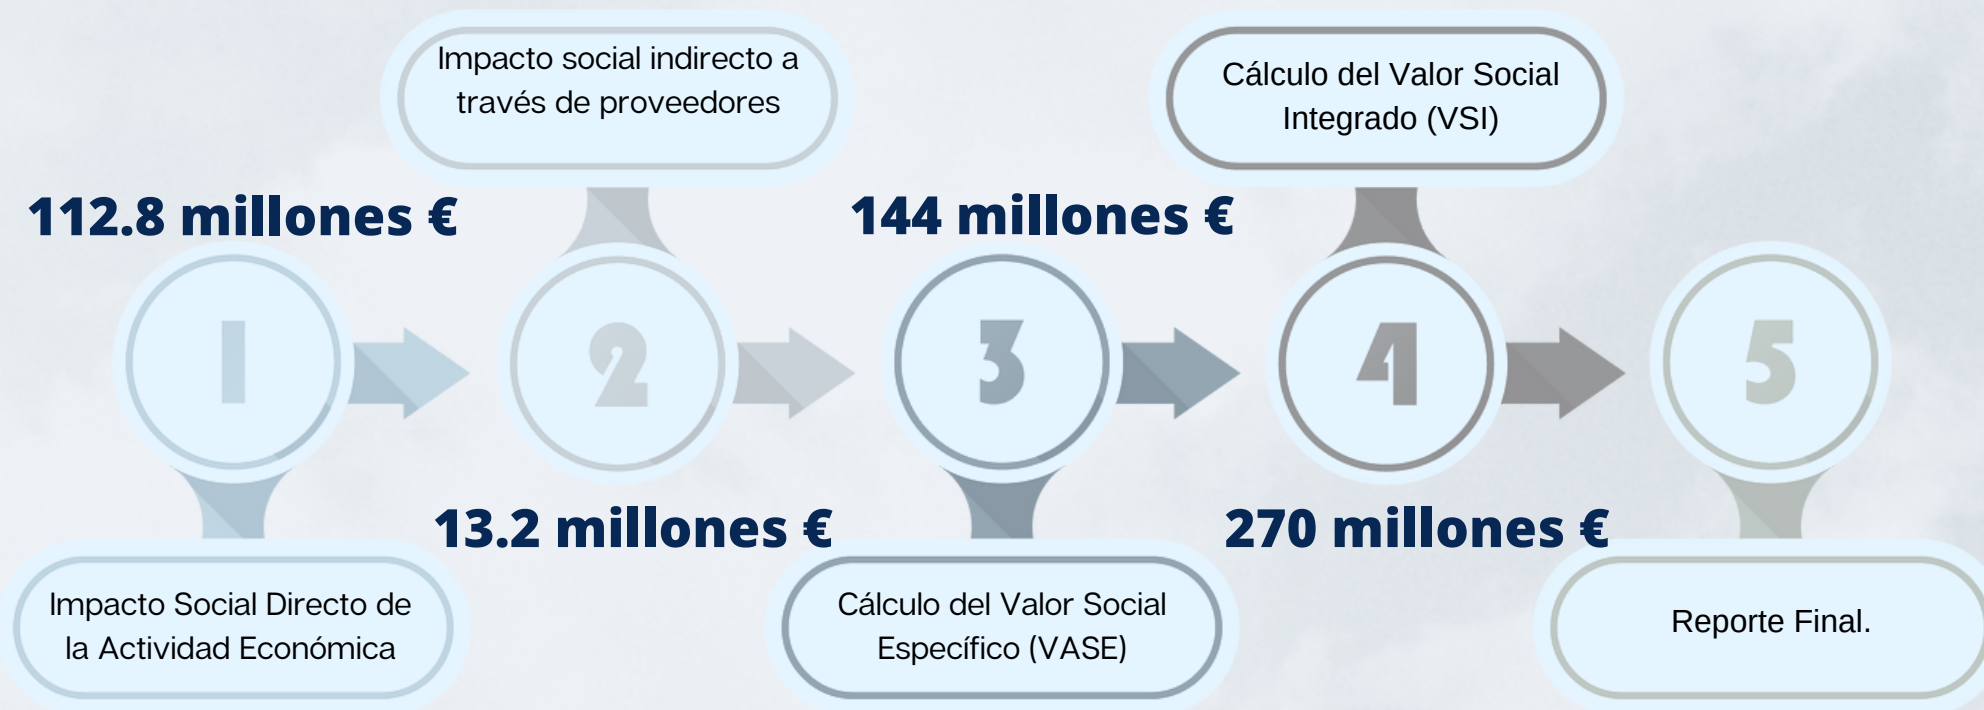 Impacto social indirecto a
través de proveedores
Cálculo del Valor Social
Integrado (VSI)
112.8 millones €
144 millones €
1
2
3
4
5
13.2 millones €
270 millones €
Impacto Social Directo de
la Actividad Económica
Cálculo del Valor Social
Específico (VASE)
Reporte Final.